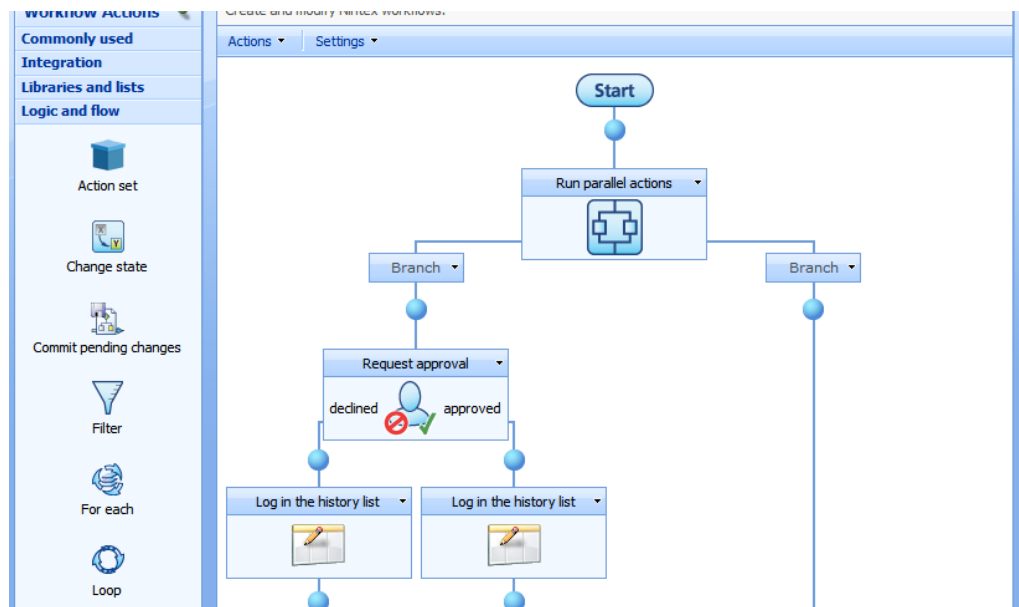 Workflow Actions
Commonly used
Integration
Libraries and lists
Logic and flow
Action set
X
Y
Change state
Commit pending changes
Filter
For each
Loop
Create and modify Nintex workflows.
Actions
Settings
Start
Run parallel actions
Branch
Branch
Request approval
declined
approved
Log in the history list
Log in the history list